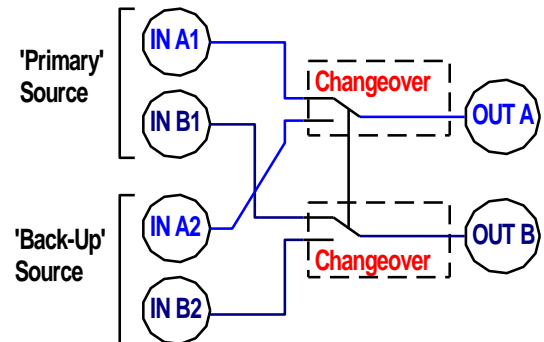 'Primary'
Source
IN A1
IN B1
Changeover
OUT A
'Back-Up'
Source
IN A2
IN B2
Changeover
OUT B